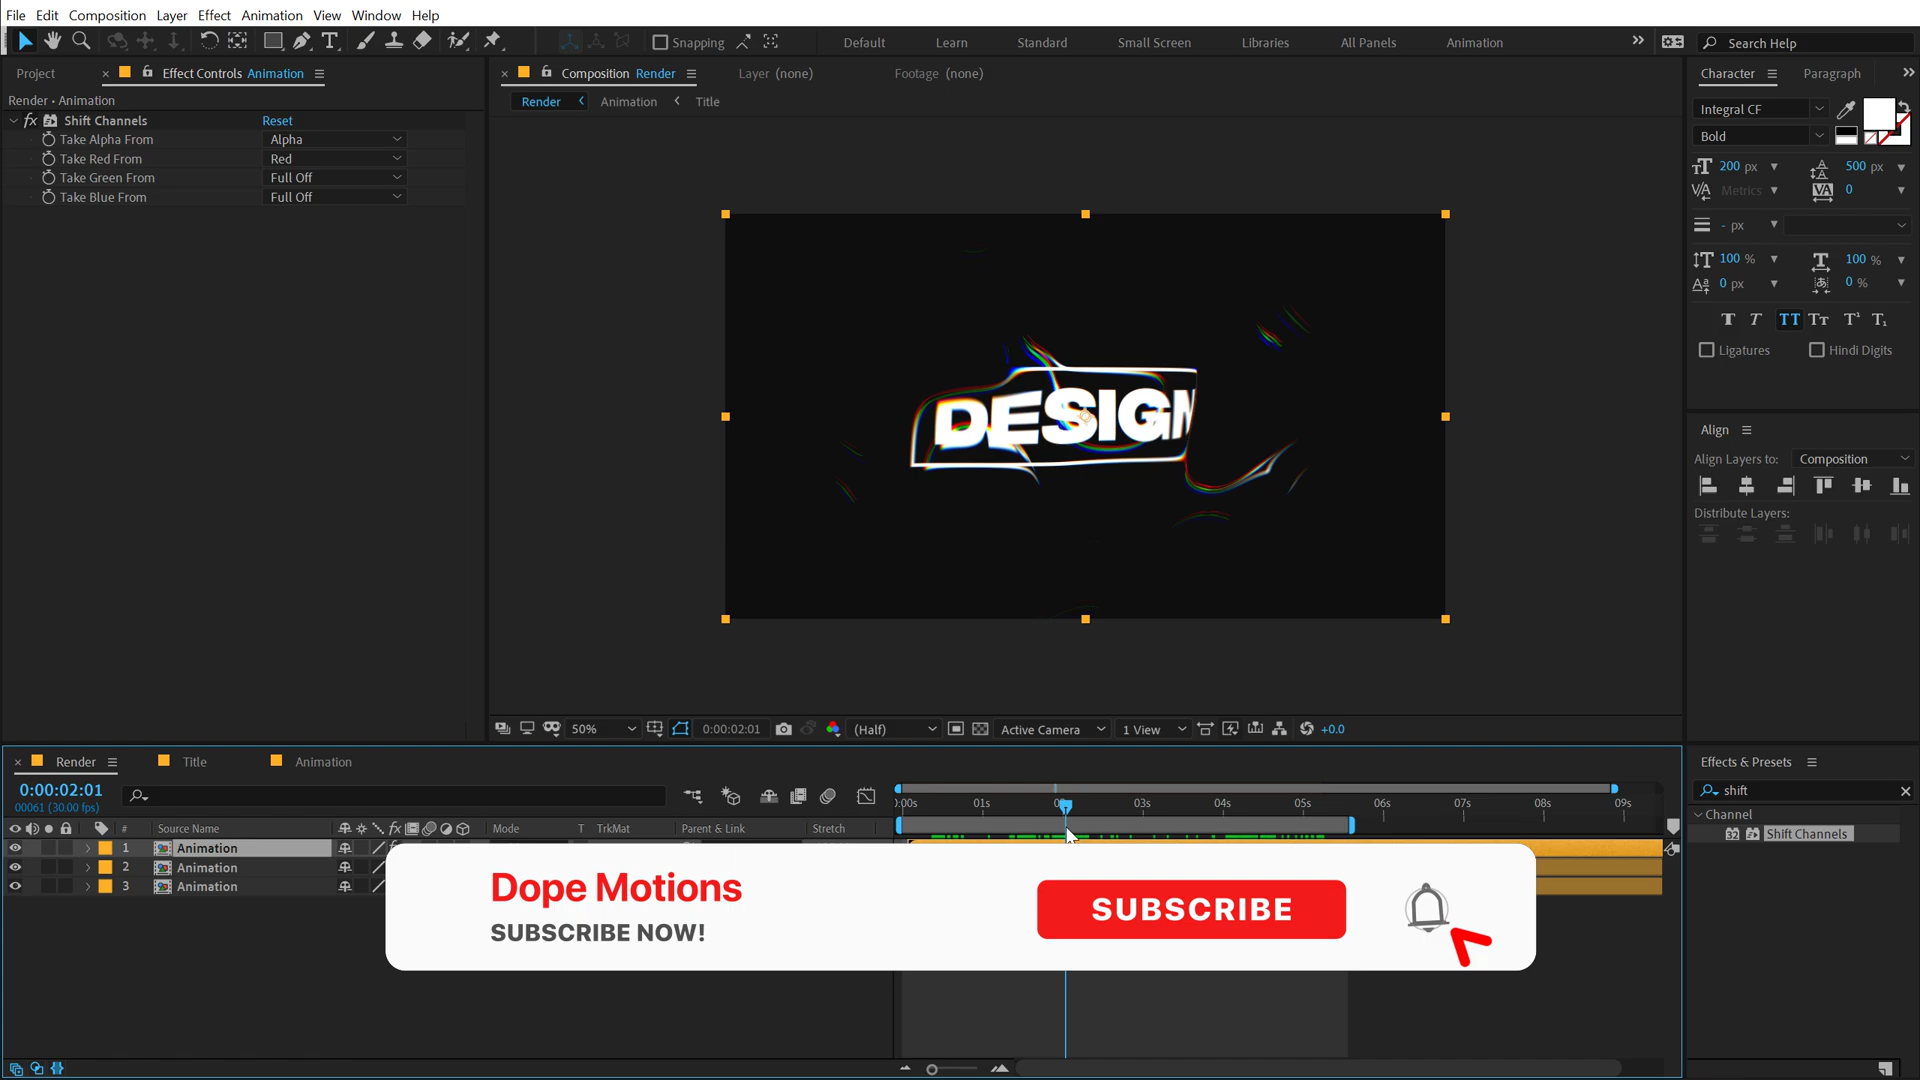 File Edit Composition Layer Effect Animation View Window Help
Snapping
Default Learn Standard Small Screen Libraries All Panels Animation
Search Help
Project
Effect Controls Animation
Render • Animation
fx Shift Channels Reset
Take Alpha From Alpha
Take Red From Red
Take Green From Full Off
Take Blue From Full Off
Composition Render
Layer (none)
Footage (none)
Render Animation Title
DESIGN
50% 0:00:02:01 (Half) Active Camera 1 View +0.0
Character Paragraph
Integral CF
Bold
200 px 500 px
Metrics 0
- px
100 % 100 %
0 px 0 %
Ligatures Hindi Digits
Align
Align Layers to: Composition
Distribute Layers:
Effects & Presets
shift
Channel
32 Shift Channels
Render Title Animation
0:00:02:01
00061 (30.00 fps)
01s 03s 04s 05s 06s 07s 08s 09s
# Source Name fx Mode T TrkMat Parent & Link Stretch
1 Animation
2 Animation
3 Animation
Dope Motions
SUBSCRIBE NOW!
SUBSCRIBE